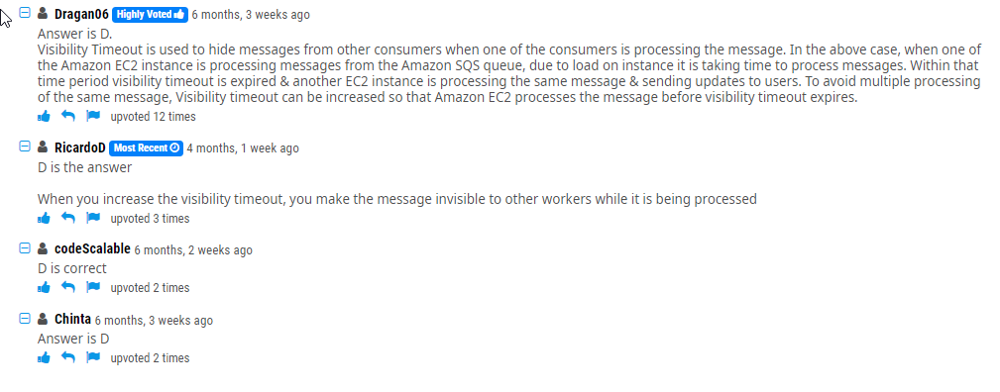 Dragan06 Highly Voted 6 months, 3 weeks ago
Answer is D.
Visibility Timeout is used to hide messages from other consumers when one of the consumers is processing the message. In the above case, when one of
the Amazon EC2 instance is processing messages from the Amazon SQS queue, due to load on instance it is taking time to process messages. Within that
time period visibility timeout is expired & another EC2 instance is processing the same message & sending updates to users. To avoid multiple processing
of the same message, Visibility timeout can be increased so that Amazon EC2 processes the message before visibility timeout expires.
upvoted 12 times
RicardoD Most Recent 4 months, 1 week ago
D is the answer
When you increase the visibility timeout, you make the message invisible to other workers while it is being processed
upvoted 3 times
codeScalable 6 months, 2 weeks ago
D is correct
upvoted 2 times
Chinta 6 months, 3 weeks ago
Answer is D
upvoted 2 times